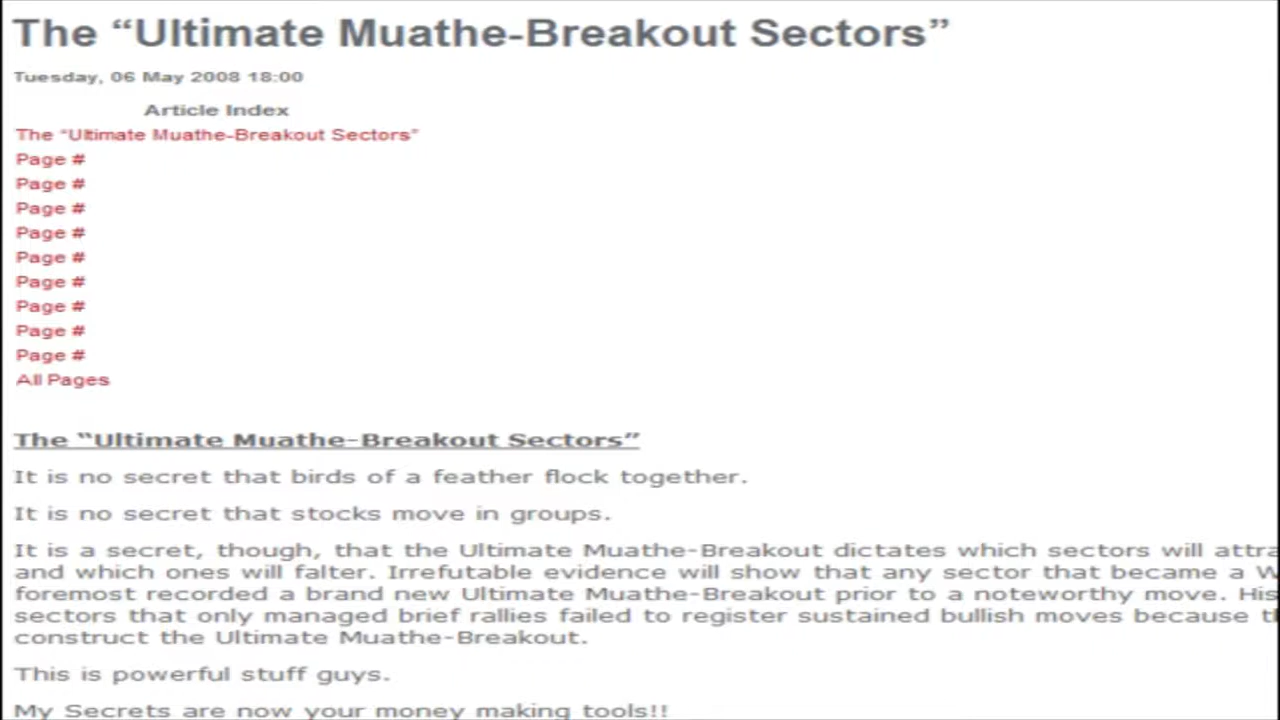 The “Ultimate Muathe-Breakout Sectors”
Tuesday, 06 May 2008 18:00
Article Index
The “Ultimate Muathe-Breakout Sectors”
Page #
Page #
Page #
Page #
Page #
Page #
Page #
Page #
Page #
All Pages
The “Ultimate Muathe-Breakout Sectors”
It is no secret that birds of a feather flock together.
It is no secret that stocks move in groups.
It is a secret, though, that the Ultimate Muathe-Breakout dictates which sectors will
and which ones will falter. Irrefutable evidence will show that any sector that became a
foremost recorded a brand new Ultimate Muathe-Breakout prior to a noteworthy move.
sectors that only managed brief rallies failed to register sustained bullish moves because
construct the Ultimate Muathe-Breakout.
This is powerful stuff guys.
My Secrets are now your money making tools!!